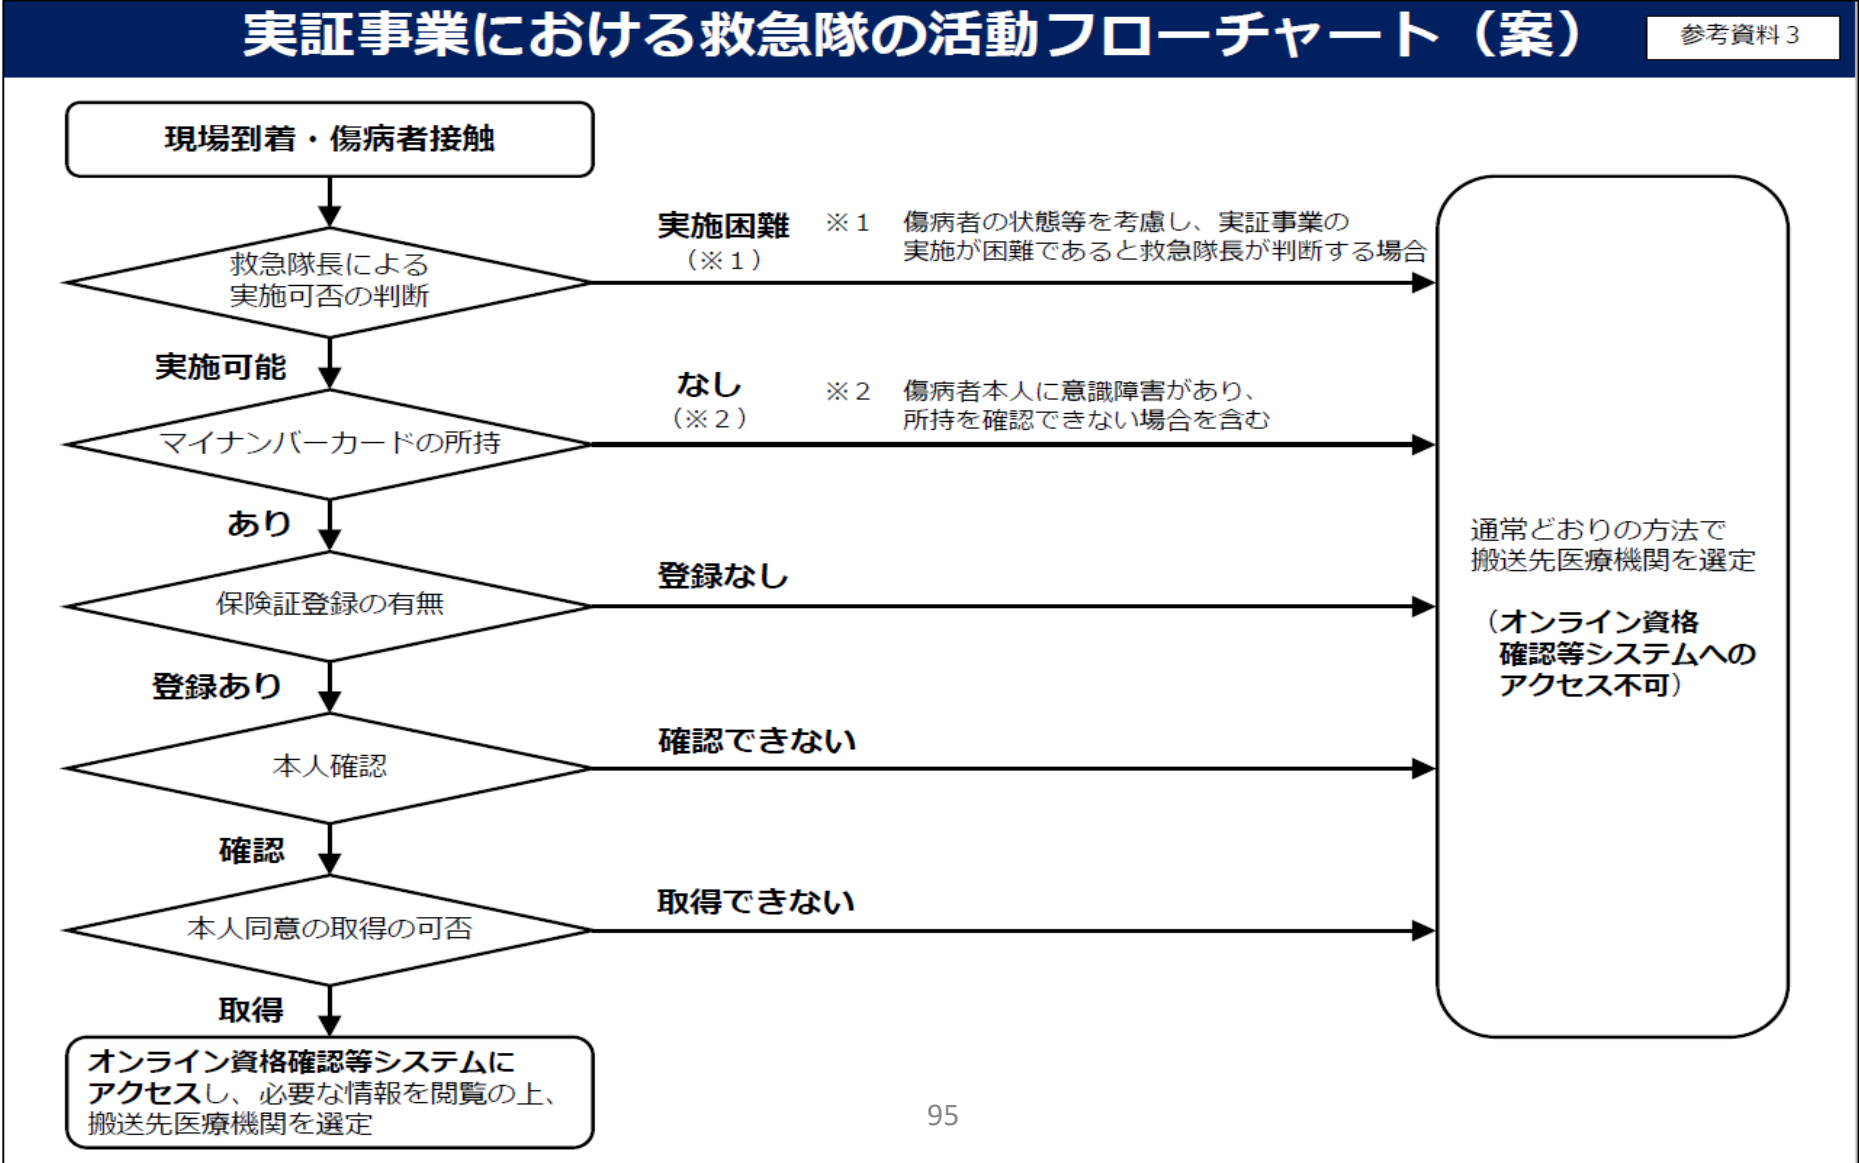 実証事業における救急隊の活動フローチャート（案）
参考資料３
現場到着・傷病者接触
救急隊長による
実施可否の判断
実施困難
（※１）
※１　傷病者の状態等を考慮し、実証事業の
実施が困難であると救急隊長が判断する場合
実施可能
マイナンバーカードの所持
なし
（※２）
※２　傷病者本人に意識障害があり、
所持を確認できない場合を含む
あり
保険証登録の有無
登録なし
登録あり
本人確認
確認できない
確認
本人同意の取得の可否
取得できない
取得
オンライン資格確認等システムに
アクセスし、必要な情報を閲覧の上、
搬送先医療機関を選定
通常どおりの方法で
搬送先医療機関を選定
（オンライン資格
確認等システムへの
アクセス不可）
95